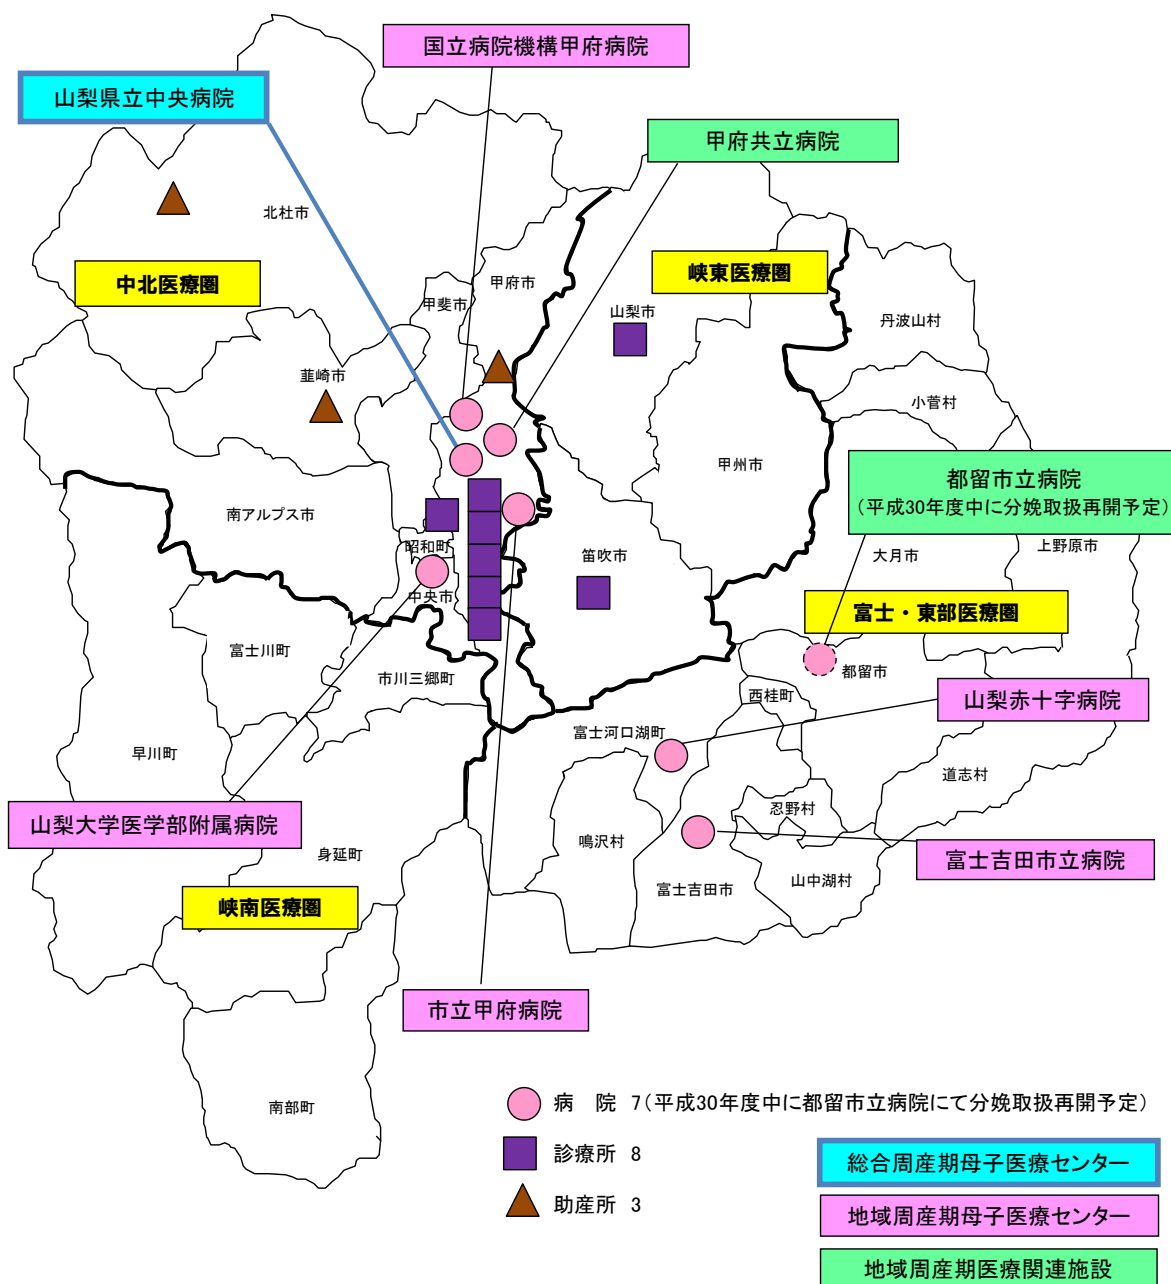 国立病院機構甲府病院
山梨県立中央病院
甲府共立病院
北杜市
中北医療圏
甲府市
峡東医療圏
甲斐市
山梨市
丹波山村
韮崎市
小菅村
甲州市
都留市立病院
(平成30年度中に分娩取扱再開予定)
南アルプス市
昭和町
笛吹市
大月市
上野原市
中央市
富士・東部医療圏
富士川町
市川三郷町
都留市
西桂町
山梨赤十字病院
富士河口湖町
早川町
道志村
忍野村
山梨大学医学部附属病院
鳴沢村
身延町
富士吉田市立病院
山中湖村
富士吉田市
峡南医療圏
市立甲府病院
南部町
病　院 7(平成30年度中に都留市立病院にて分娩取扱再開予定)
診療所 8
助産所 3
総合周産期母子医療センター
地域周産期母子医療センター
地域周産期医療関連施設